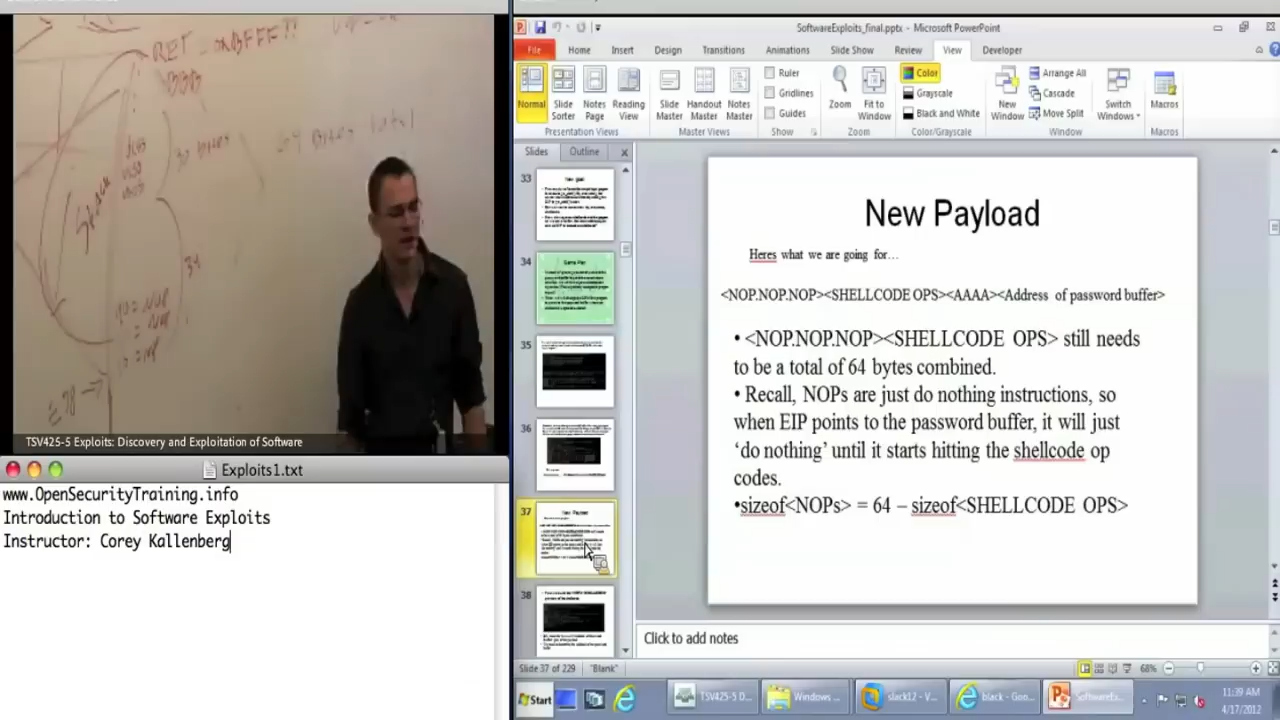 RET
TSV425-5 Exploits: Discovery and Exploitation of Software
Exploits1.txt
www.OpenSecurityTraining.info
Introduction to Software Exploits
Instructor: Corey Kallenberg
SoftwareExploits_final.pptx - Microsoft PowerPoint
File Home Insert Design Transitions Animations Slide Show Review View Developer
Normal Slide Sorter Notes Page Reading View
Presentation Views
Slide Master Handout Master Notes Master
Master Views
Ruler
Gridlines
Guides
Show
Zoom Fit to Window
Zoom
Color
Grayscale
Black and White
Color/Grayscale
New Window
Arrange All
Cascade
Move Split
Switch Windows
Window
Macros
Macros
Slides Outline
33
34
35
36
37
New Payload
38
New Payload
Heres what we are going for...
<NOP.NOP.NOP><SHELLCODE OPS><AAAA><Address of password buffer>
• <NOP.NOP.NOP><SHELLCODE OPS> still needs
to be a total of 64 bytes combined.
• Recall, NOPs are just do nothing instructions, so
when EIP points to the password buffer, it will just
‘do nothing’ until it starts hitting the shellcode op
codes.
•sizeof<NOPs> = 64 – sizeof<SHELLCODE OPS>
Click to add notes
Slide 37 of 229 "Blank" 68%
Start TSV425-5 D... Windows ... slack12 - V... black - Goo... SoftwareEx...
11:39 AM
4/17/2012